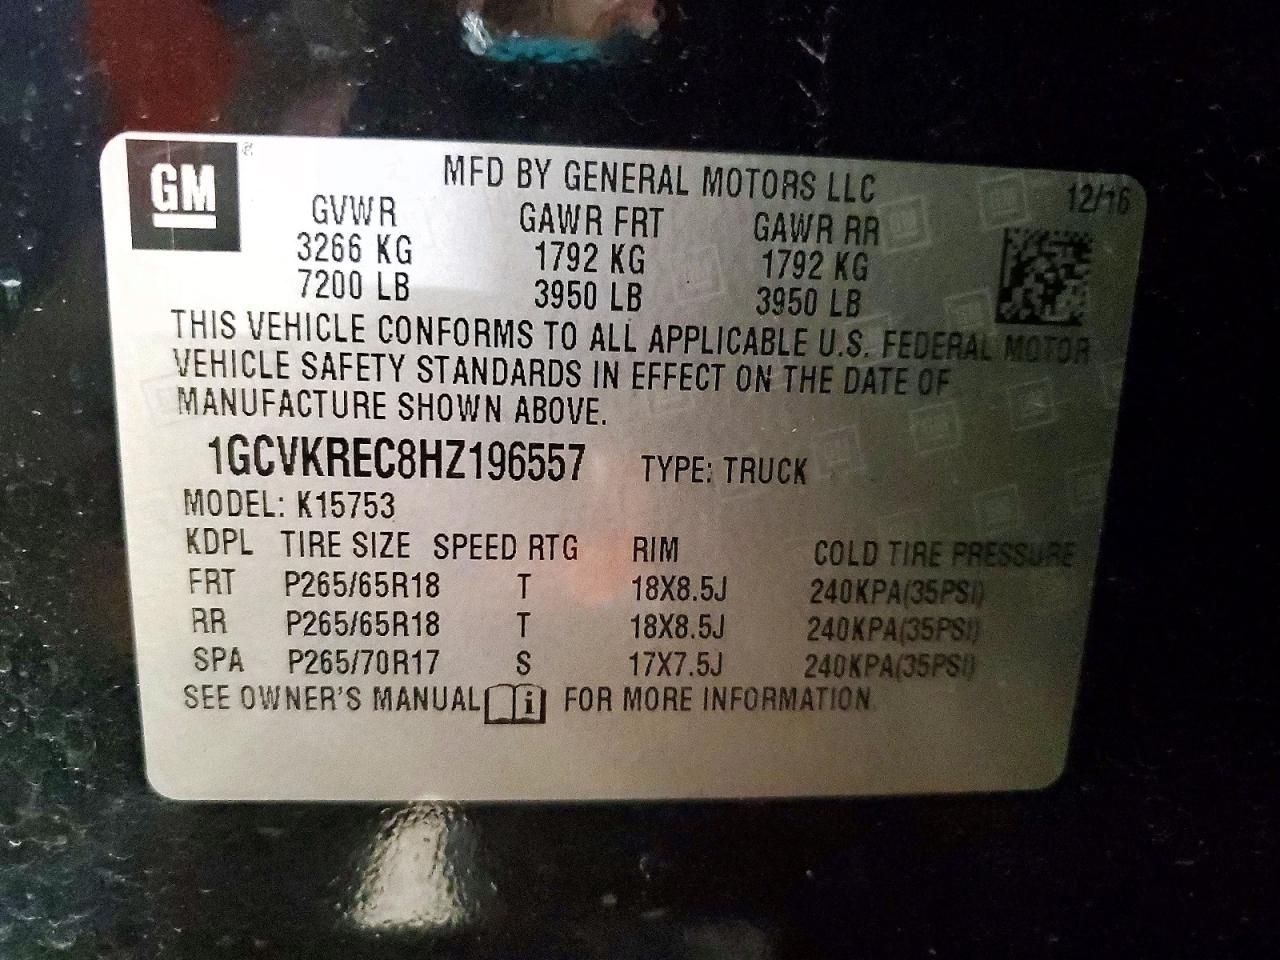 GM ®
MFD BY GENERAL MOTORS LLC 12/16
GVWR GAWR FRT GAWR RR
3266 KG 1792 KG 1792 KG
7200 LB 3950 LB 3950 LB
THIS VEHICLE CONFORMS TO ALL APPLICABLE U.S. FEDERAL MOTOR
VEHICLE SAFETY STANDARDS IN EFFECT ON THE DATE OF
MANUFACTURE SHOWN ABOVE.
1GCVKREC8HZ196557 TYPE: TRUCK
MODEL: K15753
KDPL TIRE SIZE SPEED RTG RIM COLD TIRE PRESSURE
FRT P265/65R18 T 18X8.5J 240KPA(35PSI)
RR P265/65R18 T 18X8.5J 240KPA(35PSI)
SPA P265/70R17 S 17X7.5J 240KPA(35PSI)
SEE OWNER'S MANUAL i FOR MORE INFORMATION